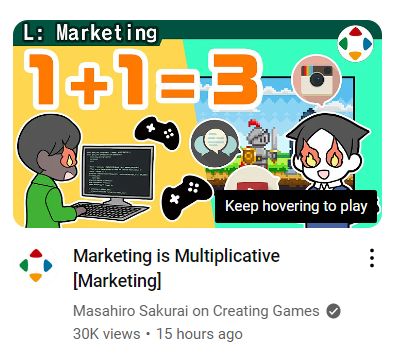 L: Marketing
1+1=3
Keep hovering to play
Marketing is Multiplicative
[Marketing]
Masahiro Sakurai on Creating Games
30K views • 15 hours ago